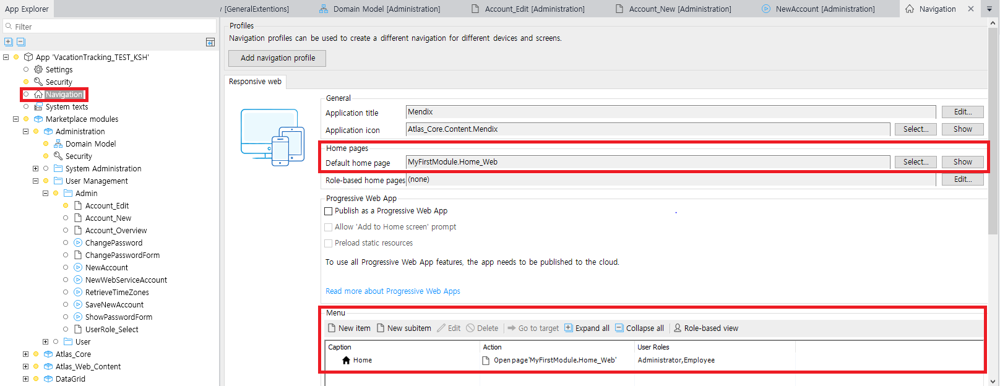 App Explorer
y [GeneralExtentions]
Domain Model [Administration]
Account_Edit [Administration]
Account_New [Administration]
NewAccount [Administration]
Navigation
Filter
App 'VacationTracking_TEST_KSH'
Settings
Security
Navigation
System texts
Marketplace modules
Administration
Domain Model
Security
System Administration
User Management
Admin
Account_Edit
Account_New
Account_Overview
ChangePassword
ChangePasswordForm
NewAccount
NewWebServiceAccount
RetrieveTimeZones
SaveNewAccount
ShowPasswordForm
UserRole_Select
User
Atlas_Core
Atlas_Web_Content
DataGrid
Profiles
Navigation profiles can be used to create a different navigation for different devices and screens.
Add navigation profile
Responsive web
General
Application title Mendix Edit...
Application icon Atlas_Core.Content.Mendix Select... Show
Home pages
Default home page MyFirstModule.Home_Web Select... Show
Role-based home pages (none) Edit...
Progressive Web App
Publish as a Progressive Web App
Allow 'Add to Home screen' prompt
Preload static resources
To use all Progressive Web App features, the app needs to be published to the cloud.
Read more about Progressive Web Apps
Menu
New item New subitem Edit Delete Go to target Expand all Collapse all Role-based view
Caption Action User Roles
Home Open page 'MyFirstModule.Home_Web' Administrator,Employee